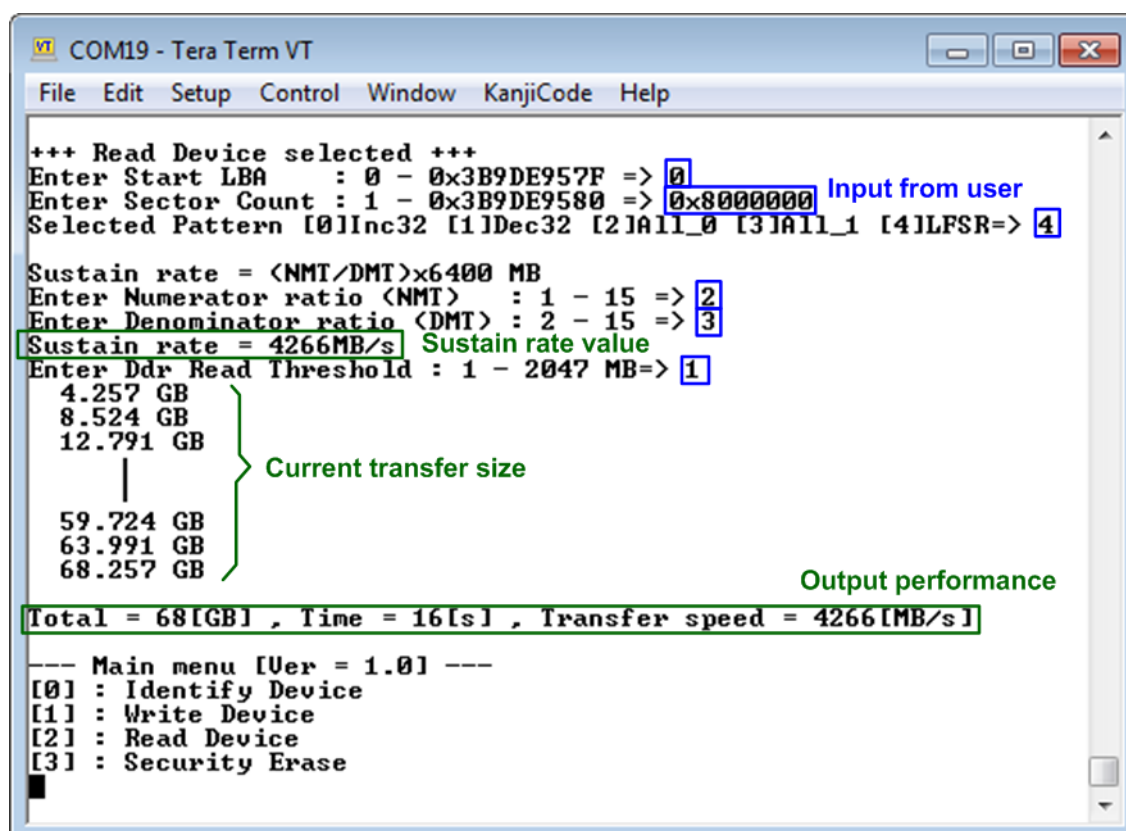 COM19 - Tera Term VT
File Edit Setup Control Window KanjiCode Help
+++ Read Device selected +++
Enter Start LBA : 0 - 0x3B9DE957F => 0
Enter Sector Count : 1 - 0x3B9DE9580 => 0x8000000
Input from user
Selected Pattern [0]Inc32 [1]Dec32 [2]All_0 [3]All_1 [4]LFSR=> 4
Sustain rate = (NMT/DMT)x6400 MB
Enter Numerator ratio (NMT) : 1 - 15 => 2
Enter Denominator ratio (DMT) : 2 - 15 => 3
Sustain rate = 4266MB/s Sustain rate value
Enter Ddr Read Threshold : 1 - 2047 MB=> 1
4.257 GB
8.524 GB
12.791 GB
Current transfer size
59.724 GB
63.991 GB
68.257 GB
Output performance
Total = 68[GB] , Time = 16[s] , Transfer speed = 4266[MB/s]
--- Main menu [Ver = 1.0] ---
[0] : Identify Device
[1] : Write Device
[2] : Read Device
[3] : Security Erase